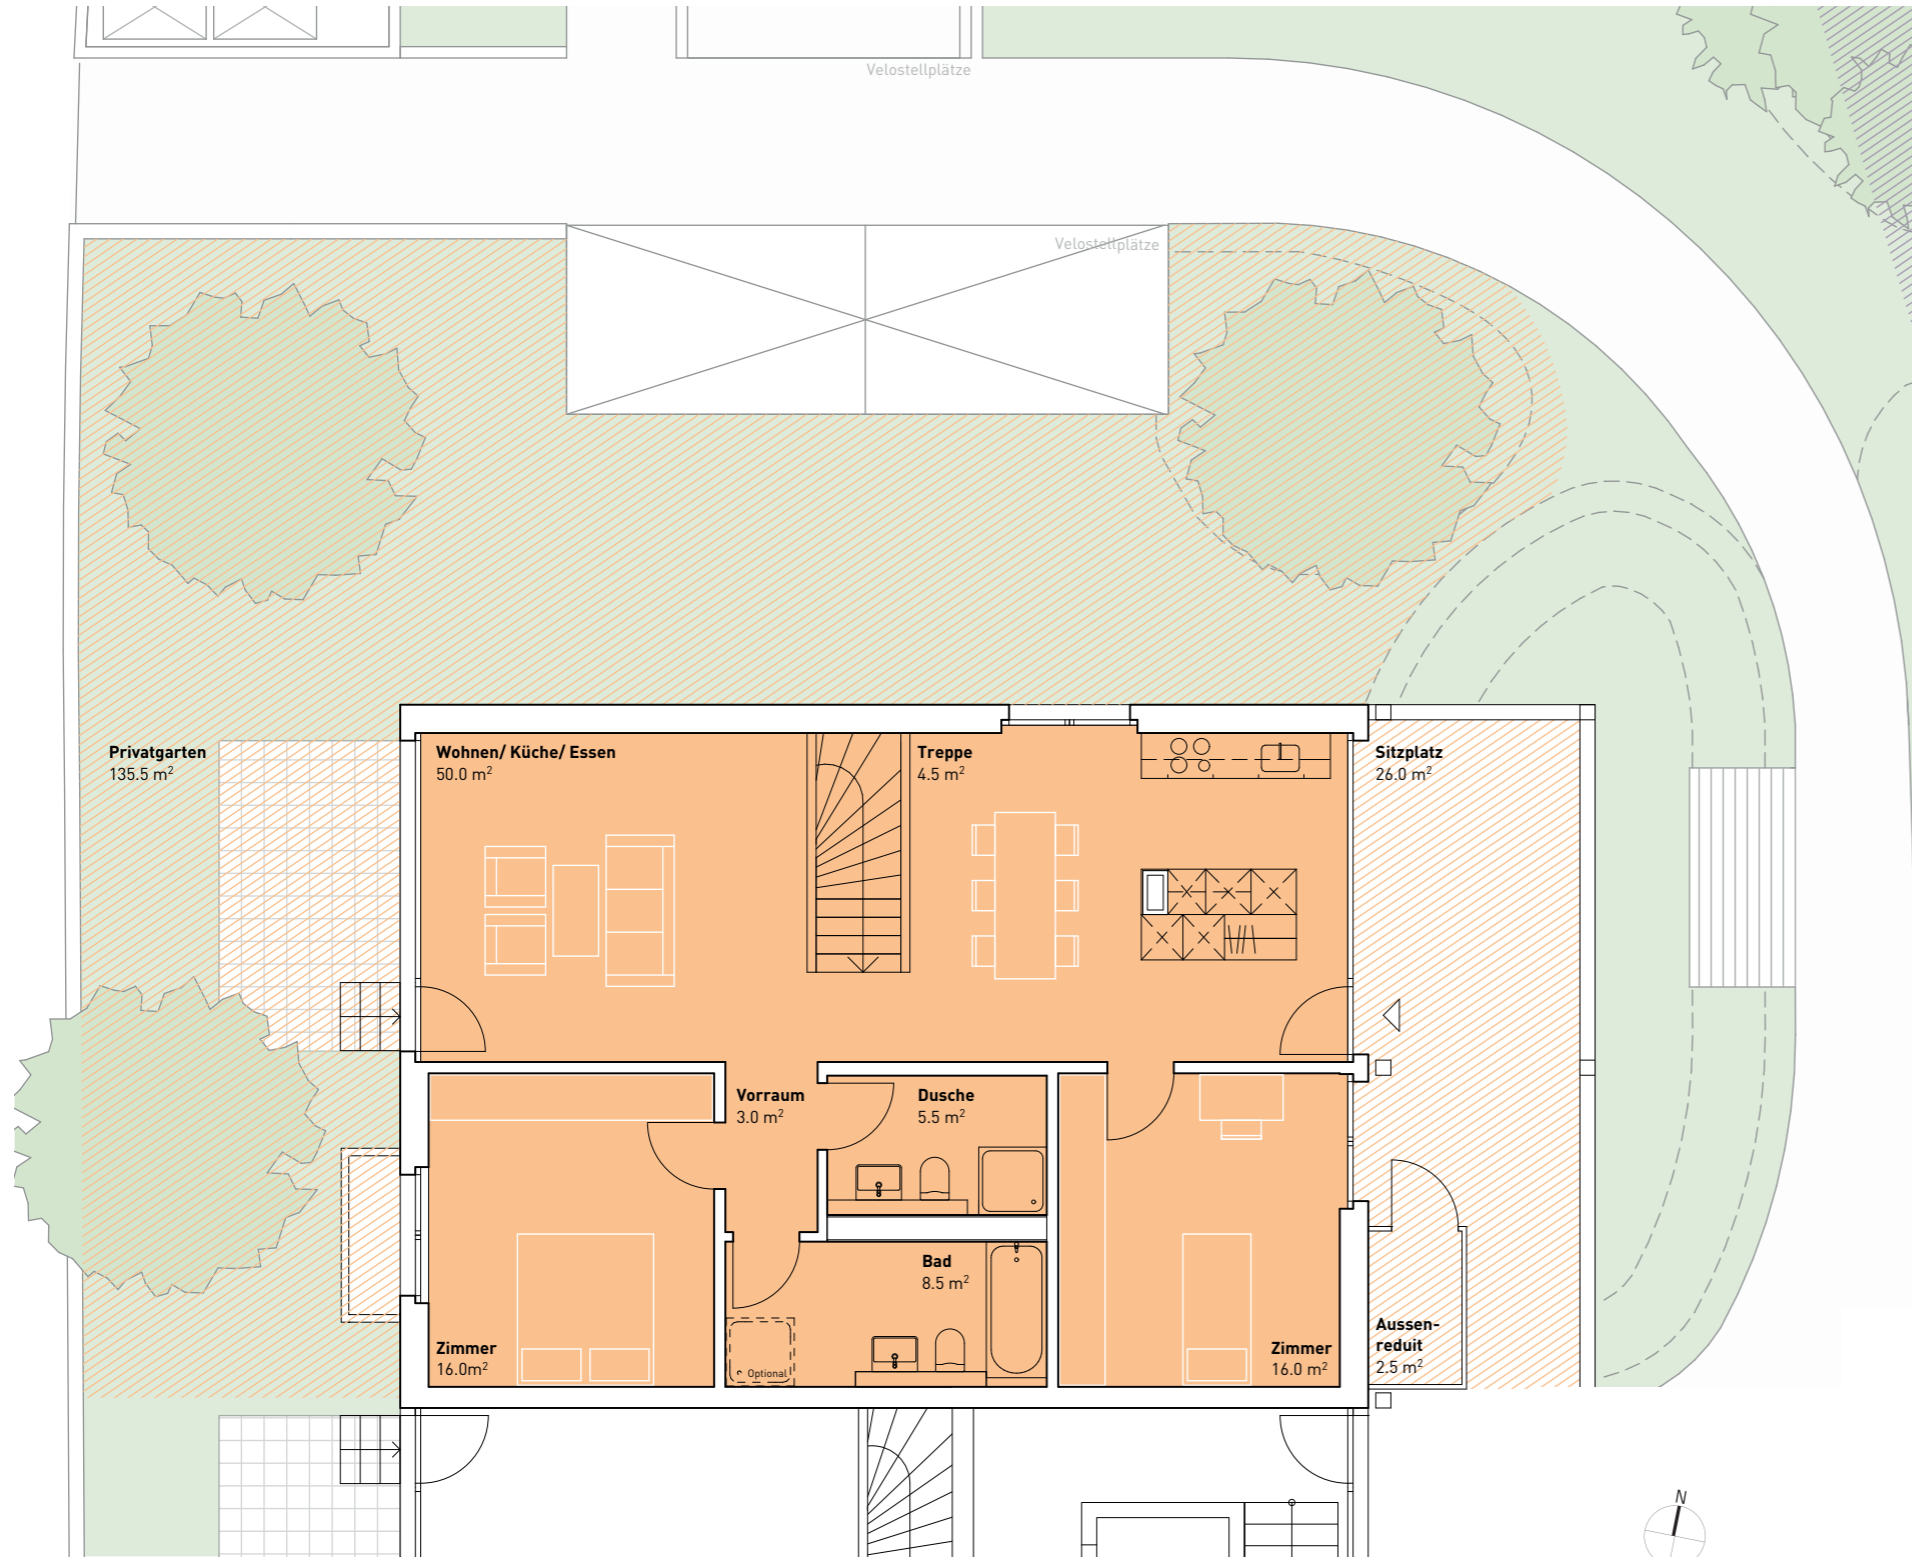 Velostellplätze
Velostellplätze
Privatgarten
135.5 m²
Wohnen/ Küche/ Essen
50.0 m²
Treppe
4.5 m²
Sitzplatz
26.0 m²
Vorraum
3.0 m²
Dusche
5.5 m²
Bad
8.5 m²
Zimmer
16.0m²
Optional
Zimmer
16.0 m²
Aussen-
reduit
2.5 m²
N